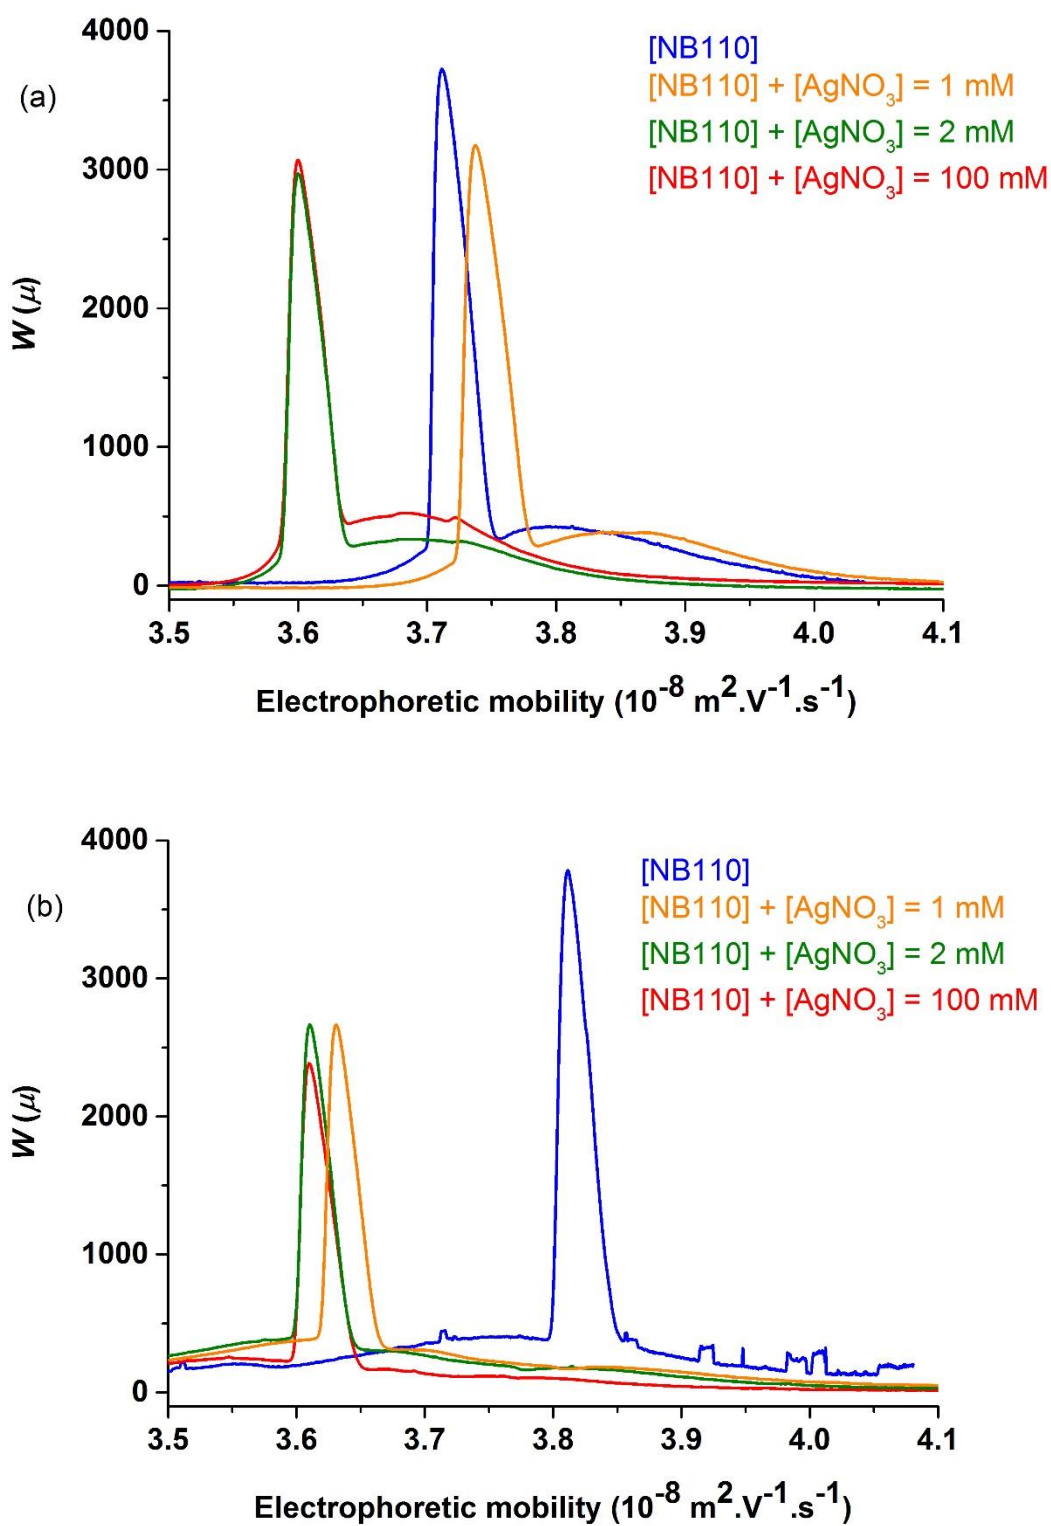 (a)
W (μ)
4000
3000
2000
1000
0
[NB110]
[NB110] + [AgNO₃] = 1 mM
[NB110] + [AgNO₃] = 2 mM
[NB110] + [AgNO₃] = 100 mM
3.5 3.6 3.7 3.8 3.9 4.0 4.1
Electrophoretic mobility (10⁻⁸ m².V⁻¹.s⁻¹)
(b)
W (μ)
4000
3000
2000
1000
0
[NB110]
[NB110] + [AgNO₃] = 1 mM
[NB110] + [AgNO₃] = 2 mM
[NB110] + [AgNO₃] = 100 mM
3.5 3.6 3.7 3.8 3.9 4.0 4.1
Electrophoretic mobility (10⁻⁸ m².V⁻¹.s⁻¹)